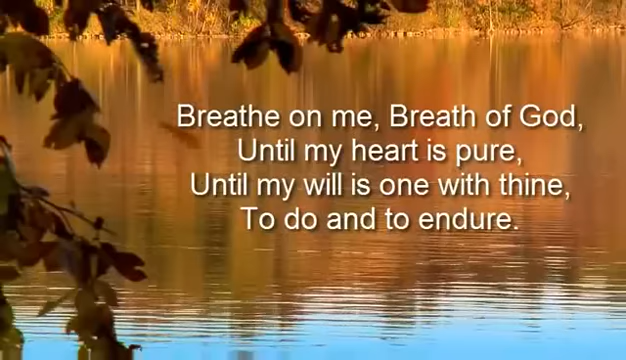 Breathe on me, Breath of God,
Until my heart is pure,
Until my will is one with thine,
To do and to endure.